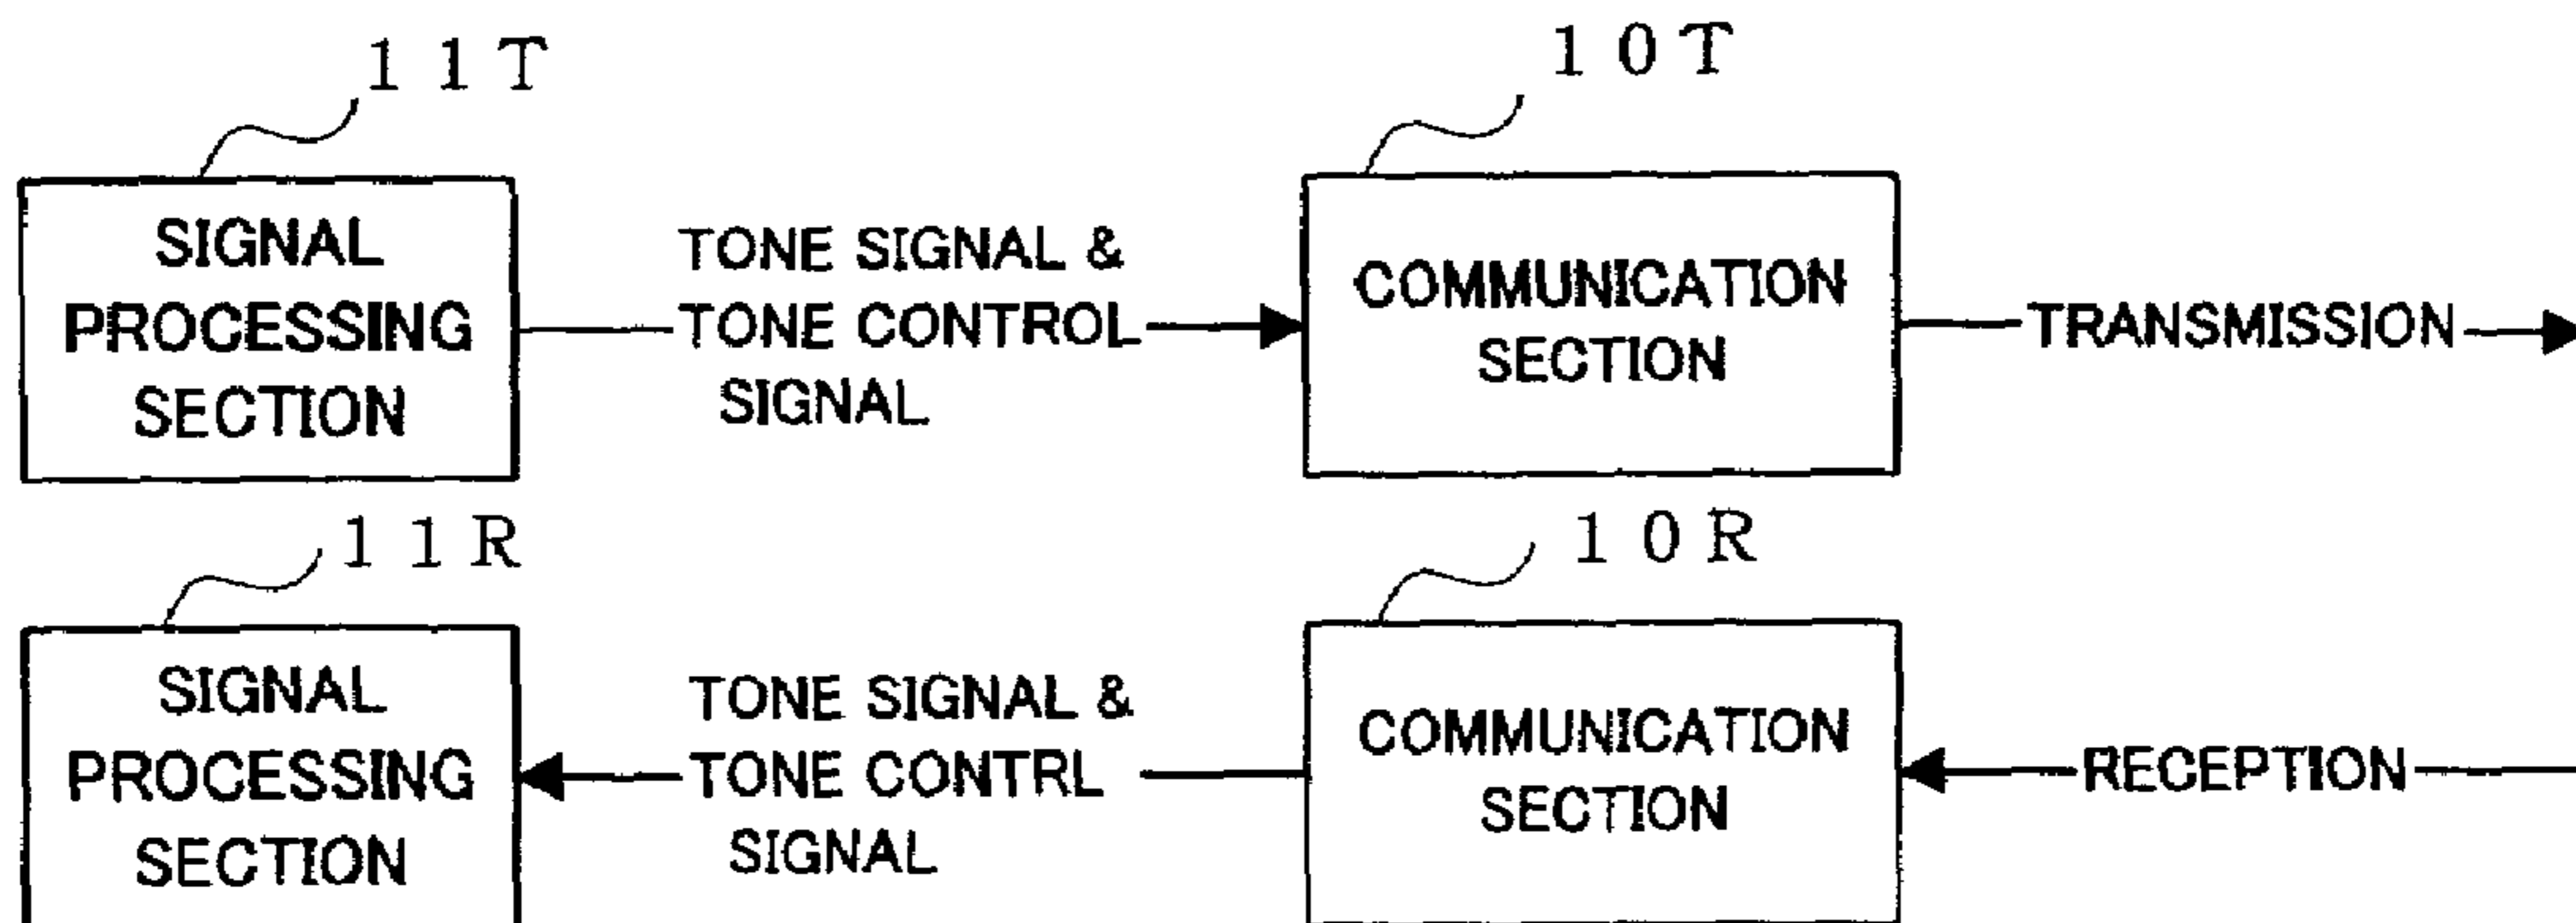 11T
10T
SIGNAL
PROCESSING
SECTION
TONE SIGNAL &
TONE CONTROL
SIGNAL
COMMUNICATION
SECTION
TRANSMISSION
11R
10R
SIGNAL
PROCESSING
SECTION
TONE SIGNAL &
TONE CONTRL
SIGNAL
COMMUNICATION
SECTION
RECEPTION